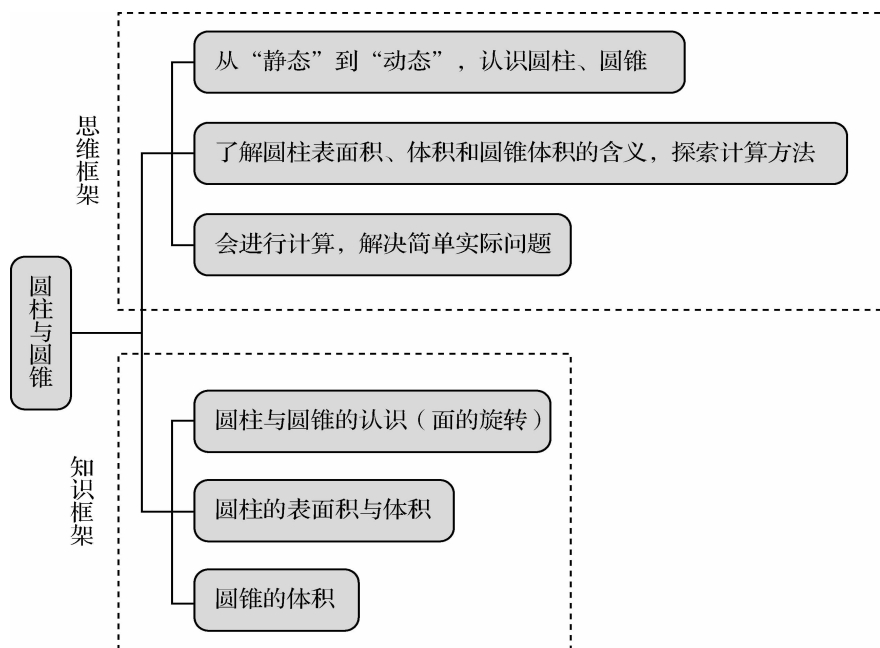 从“静态”到“动态”，认识圆柱、圆锥
思维框架
了解圆柱表面积、体积和圆锥体积的含义，探索计算方法
会进行计算，解决简单实际问题
圆柱与圆锥
圆柱与圆锥的认识（面的旋转）
知识框架
圆柱的表面积与体积
圆锥的体积